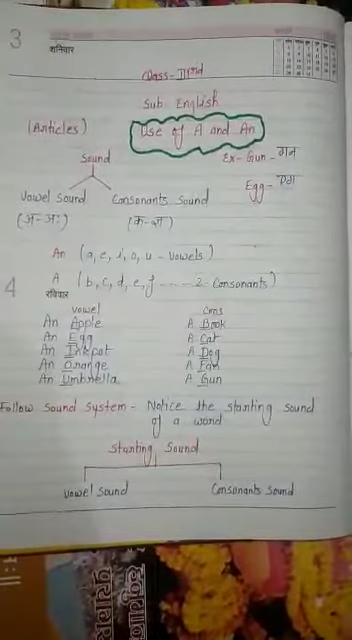 3
शनिवार
Class-IIIrd
Sub. English
(Articles) Use of A and An
Sound Ex- Gun - गन
Egg - एग
Vowel Sound Consonants Sound
(अ-अः) (क-ज्ञ)
An (a, e, i, o, u - Vowels)
A (b, c, d, e, f ---- z - Consonants)
4
रविवार
Vowel Cons
An Apple A Book
An Egg A Cat
An Inkpot A Dog
An Orange A Fan
An Umbrella A Gun
Follow Sound System - Notice the starting Sound
of a word
Starting Sound
Vowel Sound Consonants Sound